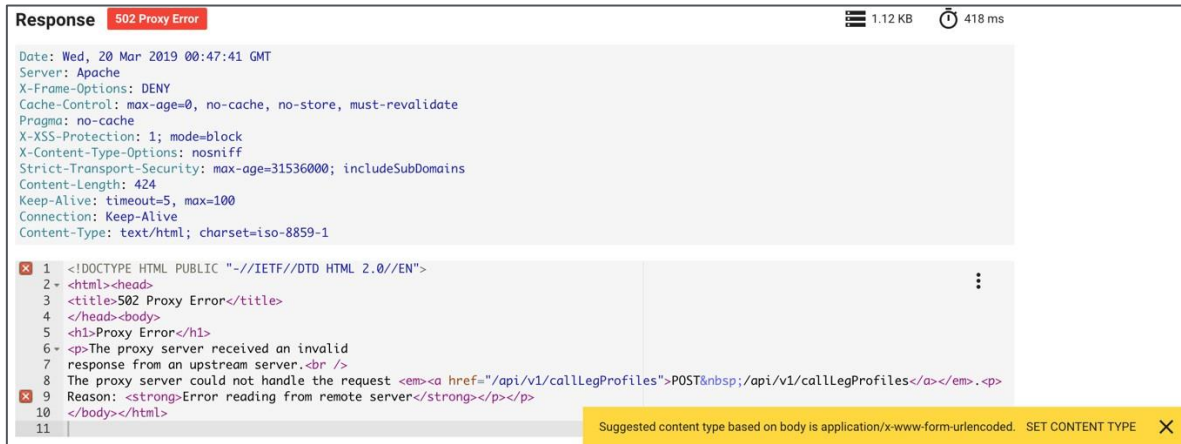 Response 502 Proxy Error 1.12 KB 418 ms
Date: Wed, 20 Mar 2019 00:47:41 GMT
Server: Apache
X-Frame-Options: DENY
Cache-Control: max-age=0, no-cache, no-store, must-revalidate
Pragma: no-cache
X-XSS-Protection: 1; mode=block
X-Content-Type-Options: nosniff
Strict-Transport-Security: max-age=31536000; includeSubDomains
Content-Length: 424
Keep-Alive: timeout=5, max=100
Connection: Keep-Alive
Content-Type: text/html; charset=iso-8859-1
1 <!DOCTYPE HTML PUBLIC "-//IETF//DTD HTML 2.0//EN">
2 <html><head>
3 <title>502 Proxy Error</title>
4 </head><body>
5 <h1>Proxy Error</h1>
6 <p>The proxy server received an invalid
7 response from an upstream server.<br />
8 The proxy server could not handle the request <em><a href="/api/v1/callLegProfiles">POST&nbsp;/api/v1/callLegProfiles</a></em>.<p>
9 Reason: <strong>Error reading from remote server</strong></p></p>
10 </body></html>
11
Suggested content type based on body is application/x-www-form-urlencoded. SET CONTENT TYPE